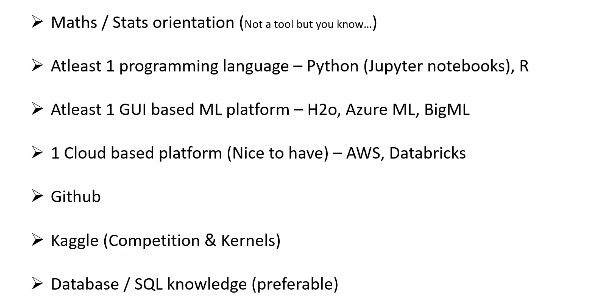 ➢ Maths / Stats orientation (Not a tool but you know…)
➢ Atleast 1 programming language – Python (Jupyter notebooks), R
➢ Atleast 1 GUI based ML platform – H2o, Azure ML, BigML
➢ 1 Cloud based platform (Nice to have) – AWS, Databricks
➢ Github
➢ Kaggle (Competition & Kernels)
➢ Database / SQL knowledge (preferable)